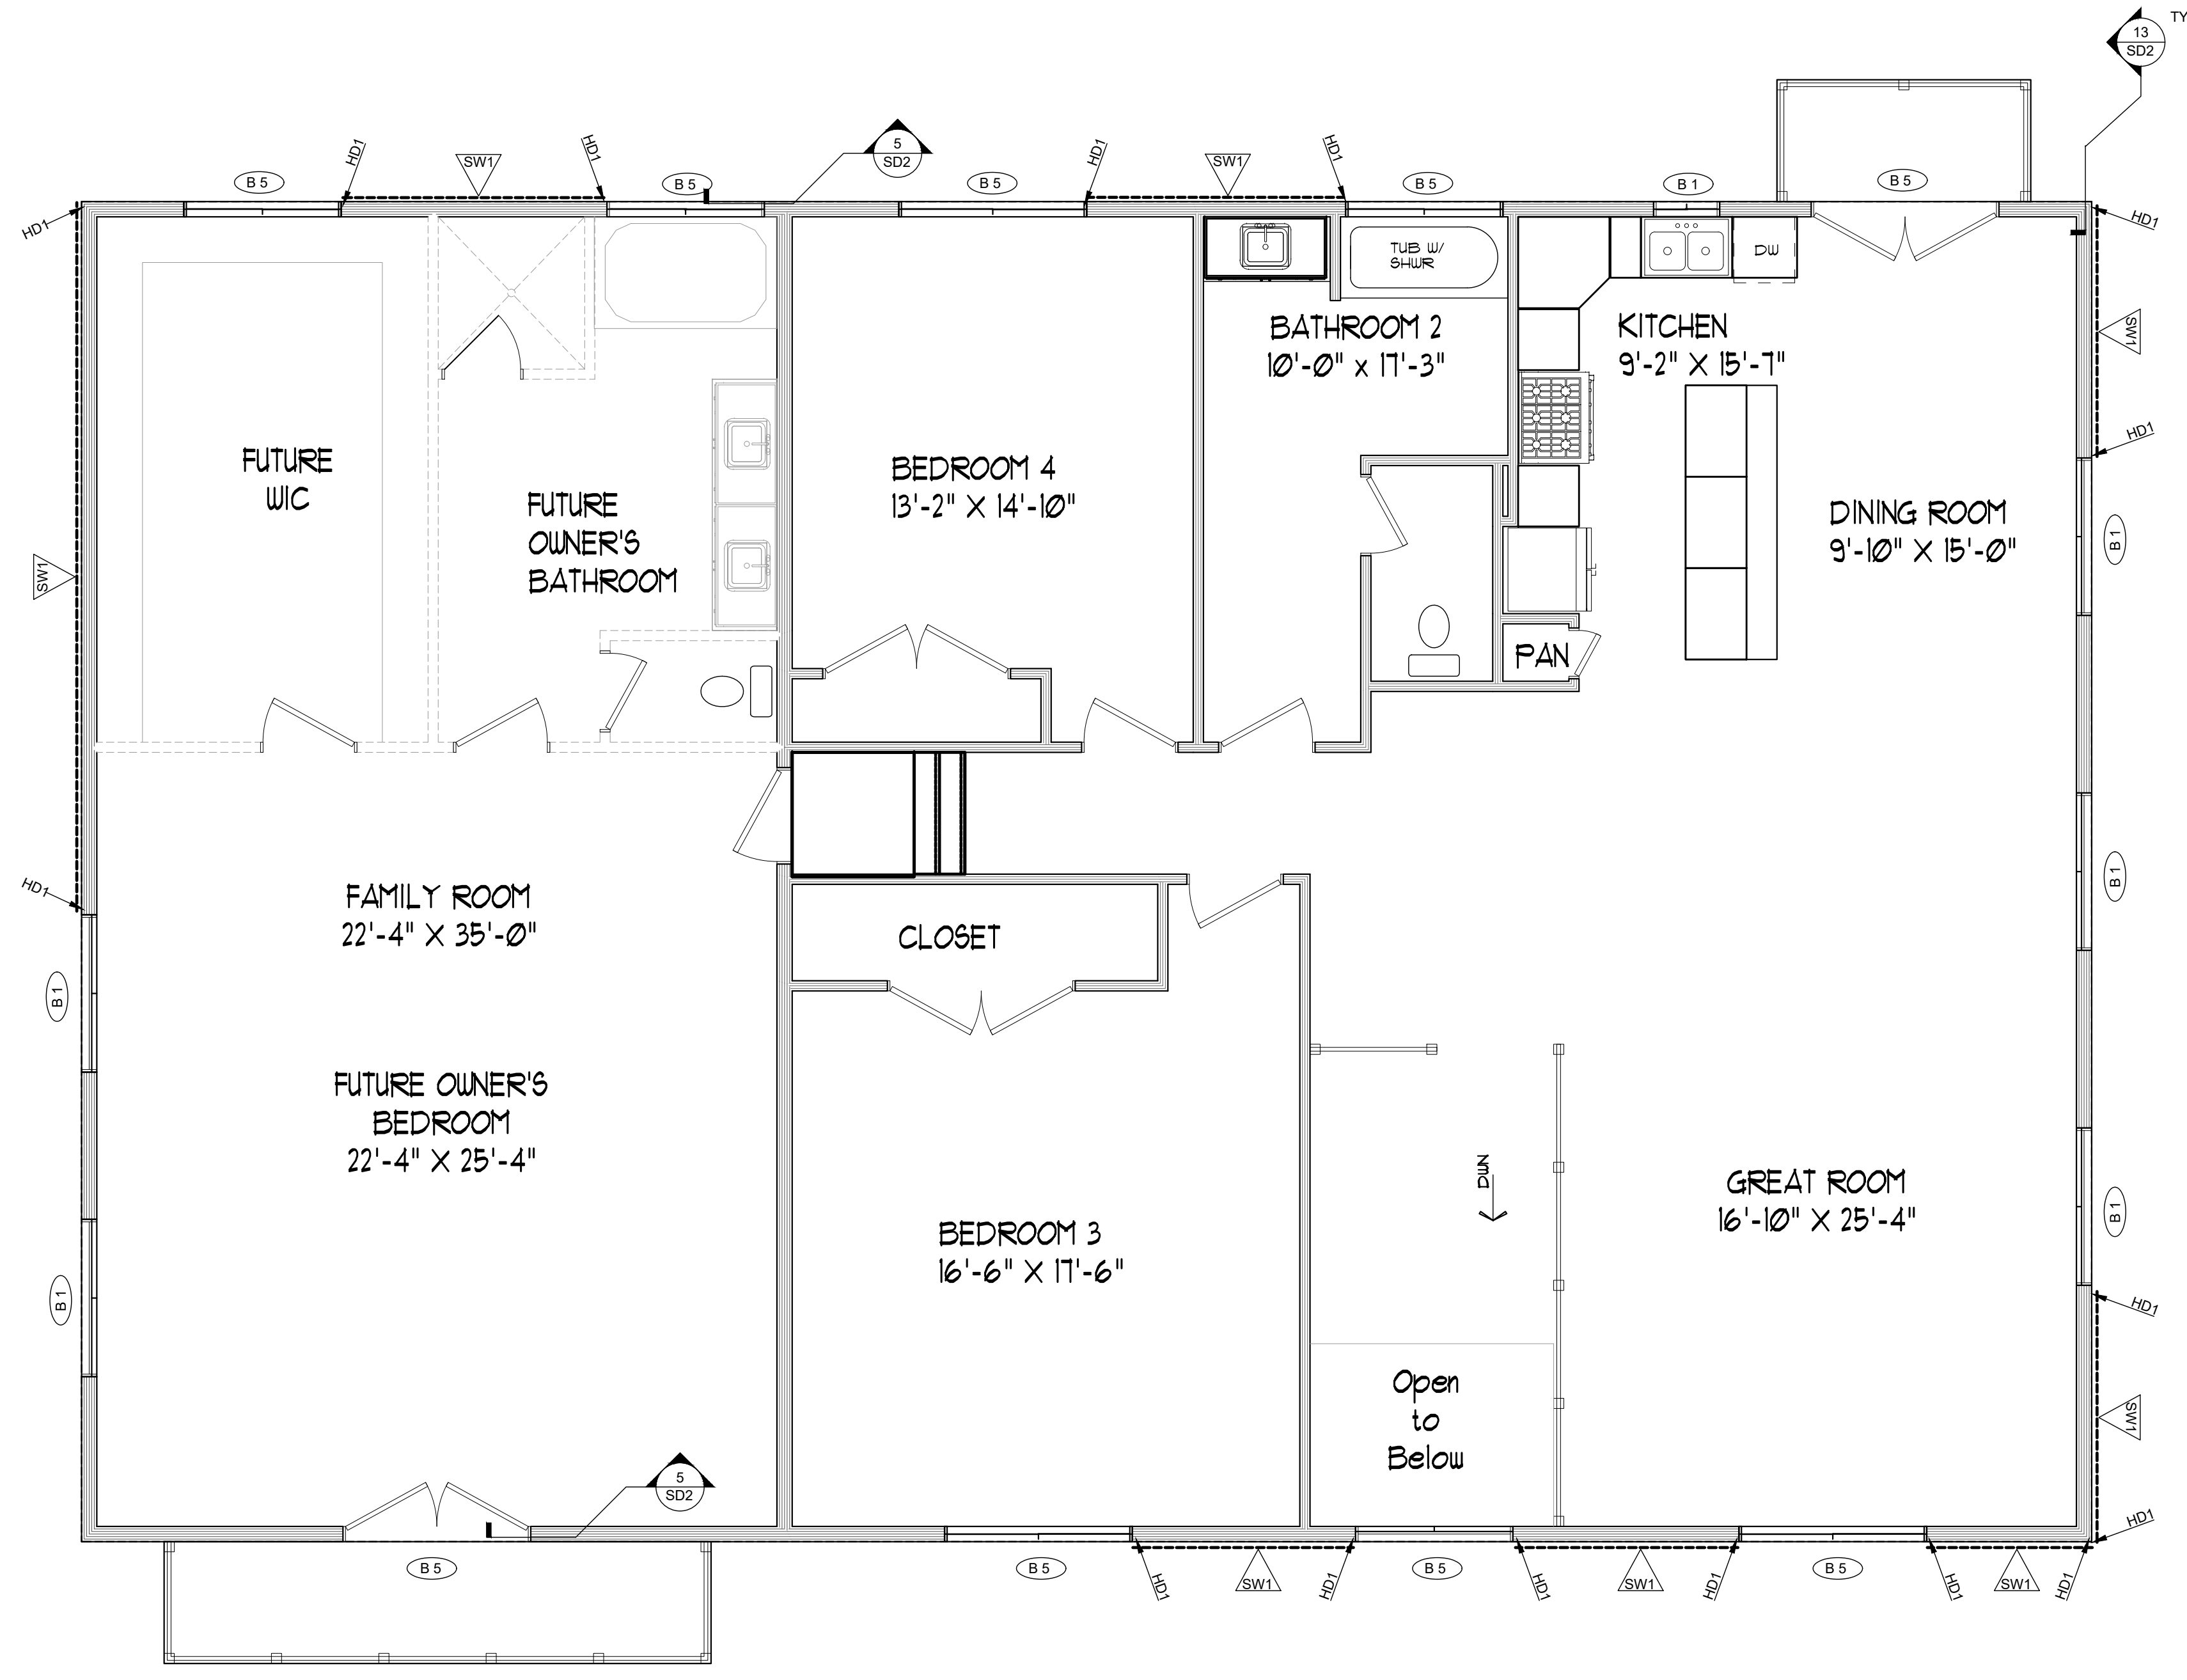 13
SD2
TY
5
SD2
HD1
SW1
HD1
HD1
SW1
HD1
B 5
B 5
B 5
B 5
B 1
B 5
HD1
HD1
TUB W/
SHWR
DW
BATHROOM 2
10'-0" x 17'-3"
KITCHEN
9'-2" X 15'-7"
SW1
HD1
FUTURE
WIC
BEDROOM 4
13'-2" X 14'-10"
FUTURE
OWNER'S
BATHROOM
DINING ROOM
9'-10" X 15'-0"
B 1
SW1
PAN
HD1
FAMILY ROOM
22'-4" X 35'-0"
CLOSET
B 1
B 1
FUTURE OWNER'S
BEDROOM
22'-4" X 25'-4"
DWN
GREAT ROOM
16'-10" X 25'-4"
B 1
BEDROOM 3
16'-6" X 17'-6"
B 1
HD1
Open
to
Below
SW1
5
SD2
HD1
B 5
B 5
B 5
B 5
HD1
SW1
HD1
HD1
SW1
HD1
HD1
SW1
HD1